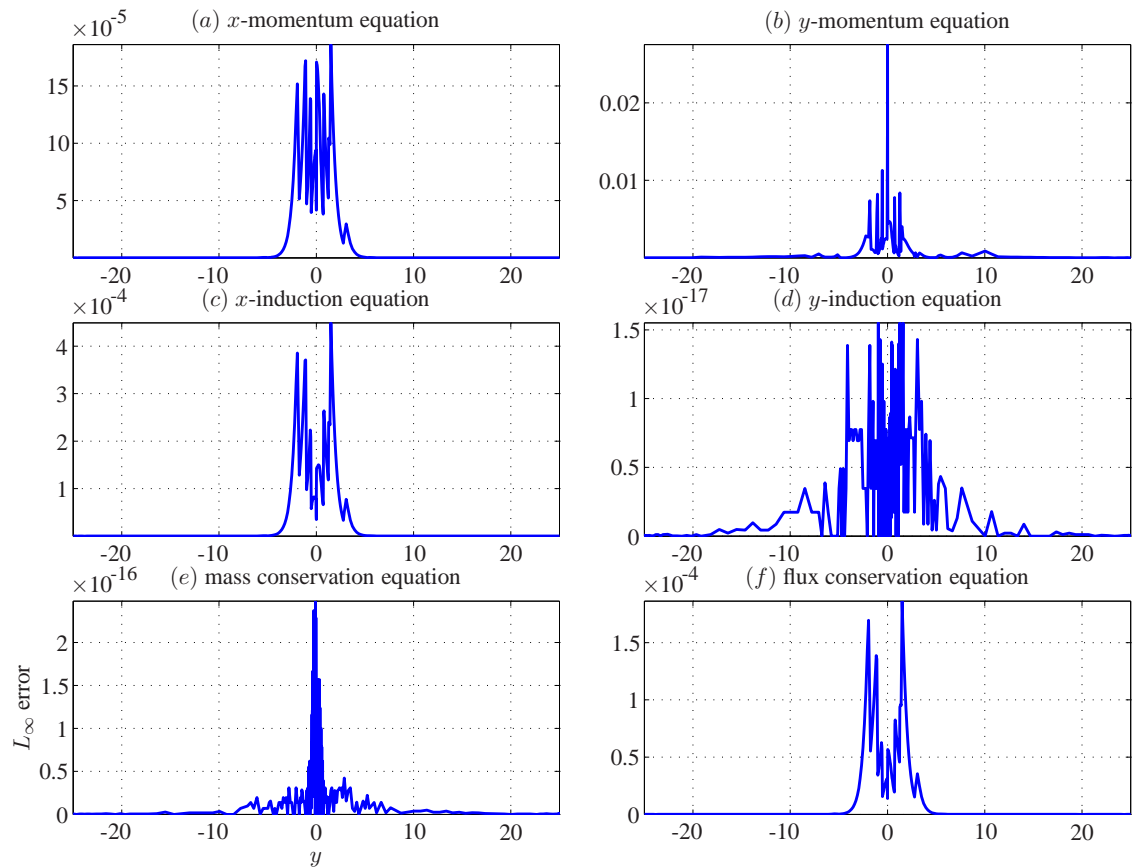 (a) x-momentum equation
×10^-5
15
10
5
-20 -10 0 10 20
(b) y-momentum equation
0.02
0.01
-20 -10 0 10 20
(c) x-induction equation
×10^-4
4
3
2
1
-20 -10 0 10 20
(d) y-induction equation
×10^-17
1.5
1
0.5
0
-20 -10 0 10 20
(e) mass conservation equation
×10^-16
2
1.5
1
0.5
0
L∞ error
-20 -10 0 10 20
y
(f) flux conservation equation
×10^-4
1.5
1
0.5
0
-20 -10 0 10 20